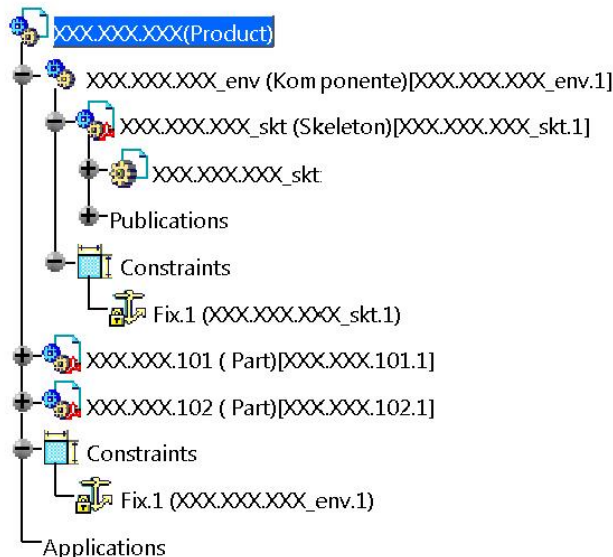 XXX.XXX.XXX(Product)
XXX.XXX.XXX_env (Komponente)[XXX.XXX.XXX_env.1]
XXX.XXX.XXX_skt (Skeleton)[XXX.XXX.XXX_skt.1]
XXX.XXX.XXX_skt
Publications
Constraints
Fix.1 (XXX.XXX.XXX_skt.1)
XXX.XXX.101 ( Part)[XXX.XXX.101.1]
XXX.XXX.102 ( Part)[XXX.XXX.102.1]
Constraints
Fix.1 (XXX.XXX.XXX_env.1)
Applications